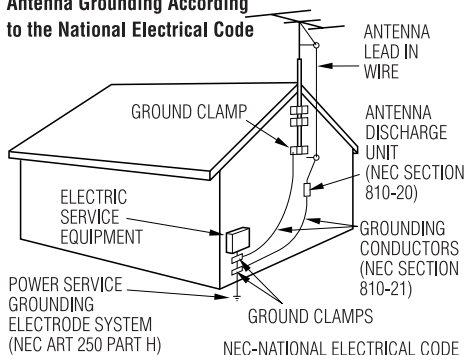 Antenna Grounding According
to the National Electrical Code
ANTENNA
LEAD IN
WIRE
GROUND CLAMP
ANTENNA
DISCHARGE
UNIT
(NEC SECTION
810-20)
ELECTRIC
SERVICE
EQUIPMENT
GROUNDING
CONDUCTORS
(NEC SECTION
810-21)
POWER SERVICE
GROUNDING
ELECTRODE SYSTEM
(NEC ART 250 PART H)
GROUND CLAMPS
NEC-NATIONAL ELECTRICAL CODE